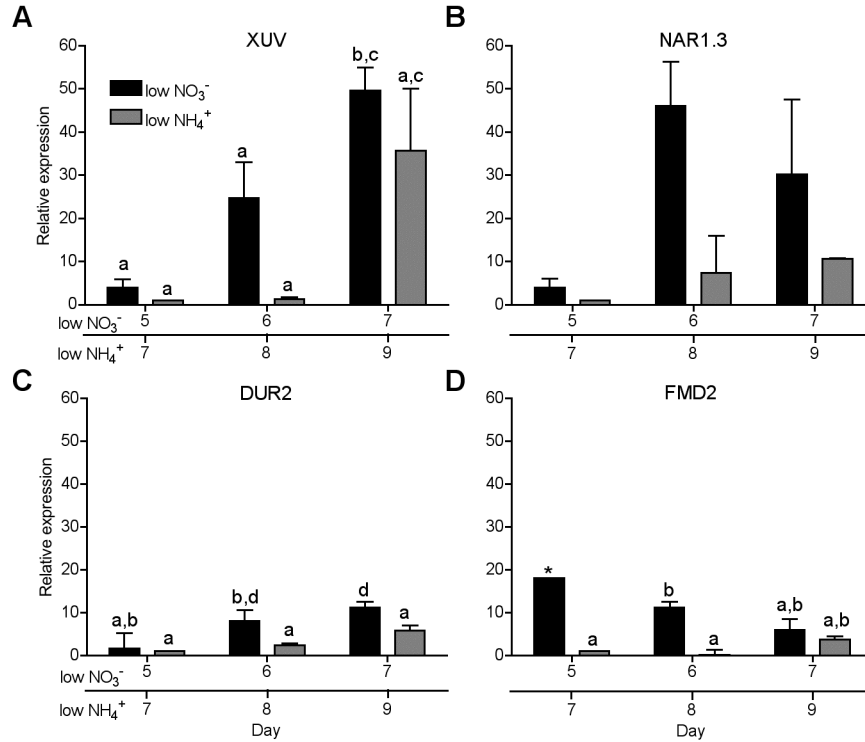 A
XUV
60
50
40
30
20
10
0
Relative expression
low NO₃⁻
low NH₄⁺
a
a
a
a
b,c
a,c
low NO₃⁻ 5 6 7
low NH₄⁺ 7 8 9
B
NAR1.3
60
50
40
30
20
10
0
5 6 7
7 8 9
C
DUR2
60
50
40
30
20
10
0
Relative expression
a,b
a
b,d
a
d
a
low NO₃⁻ 5 6 7
low NH₄⁺ 7 8 9
Day
D
FMD2
60
50
40
30
20
10
0
*
a
b
a
a,b
a,b
5 6 7
7 8 9
Day